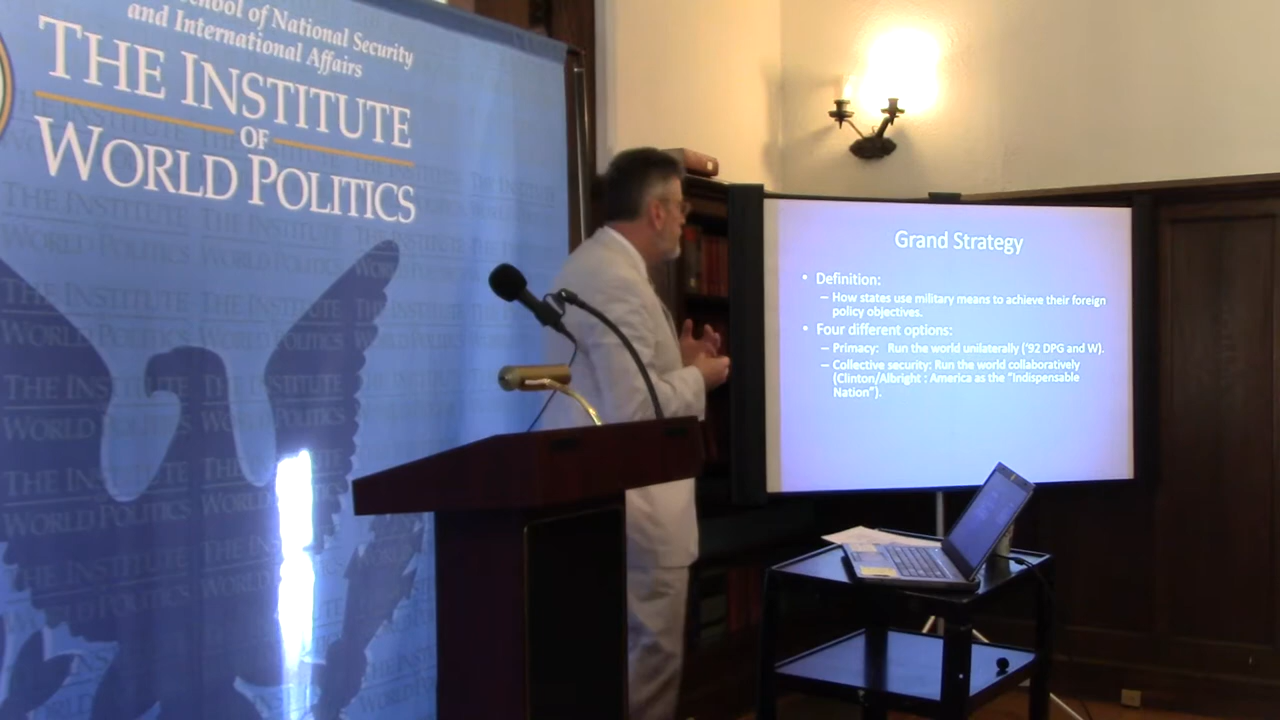 School of National Security
and International Affairs
THE INSTITUTE
OF
WORLD POLITICS
Grand Strategy
• Definition:
– How states use military means to achieve their foreign
policy objectives.
• Four different options:
– Primacy: Run the world unilaterally ('92 DPG and W).
– Collective security: Run the world collaboratively
(Clinton/Albright : America as the "Indispensable
Nation").